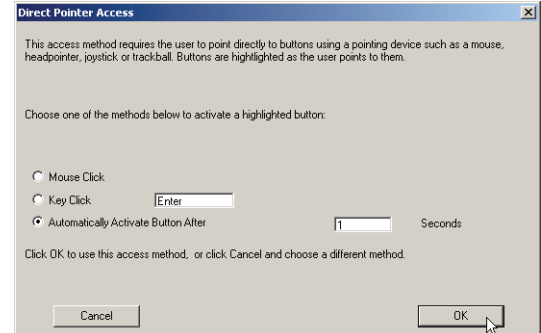 Direct Pointer Access
This access method requires the user to point directly to buttons using a pointing device such as a mouse,
headpointer, joystick or trackball. Buttons are hightlighted as the user points to them.
Choose one of the methods below to activate a highlighted button:
Mouse Click
Key Click Enter
Automatically Activate Button After 1 Seconds
Click OK to use this access method, or click Cancel and choose a different method.
Cancel OK